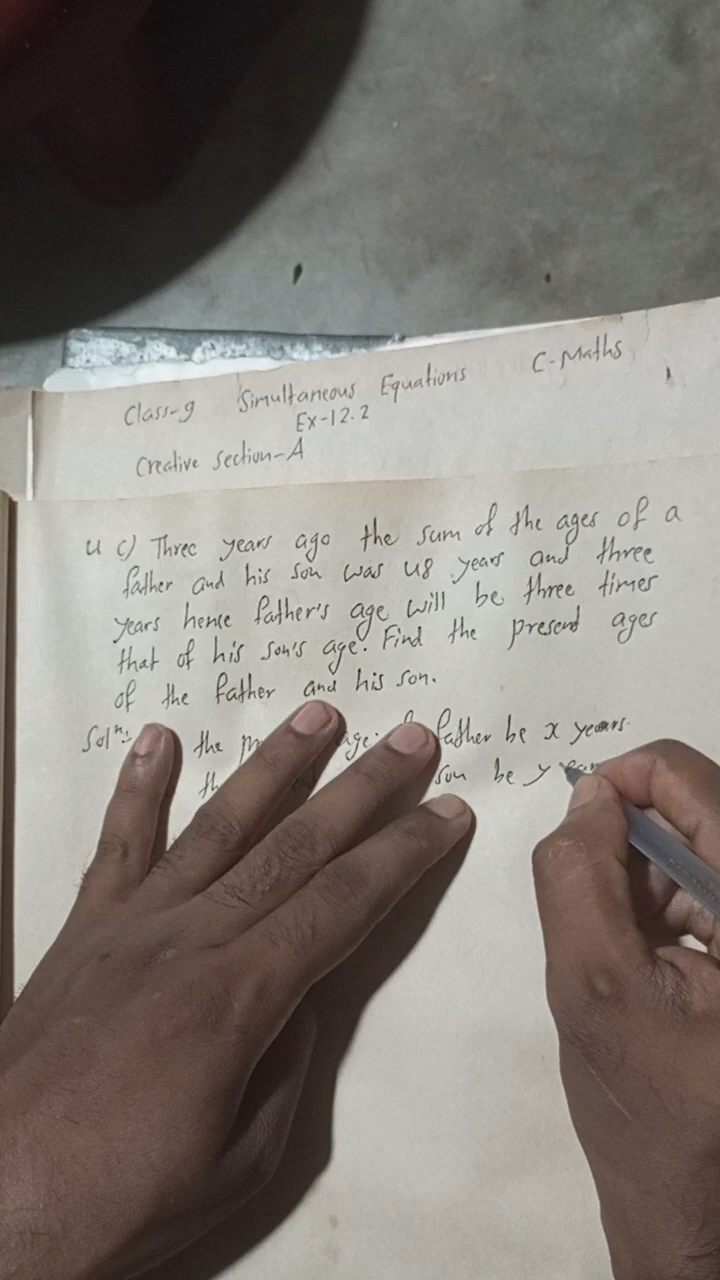 Class-9 Simultaneous Equations C-Maths
Ex-12.2
Creative section-A
4 c) Three years ago the sum of the ages of a
father and his son was 48 years and three
years hence father's age will be three times
that of his son's age. Find the present ages
of the father and his son.
Solⁿ: the age father be x years.
son be y